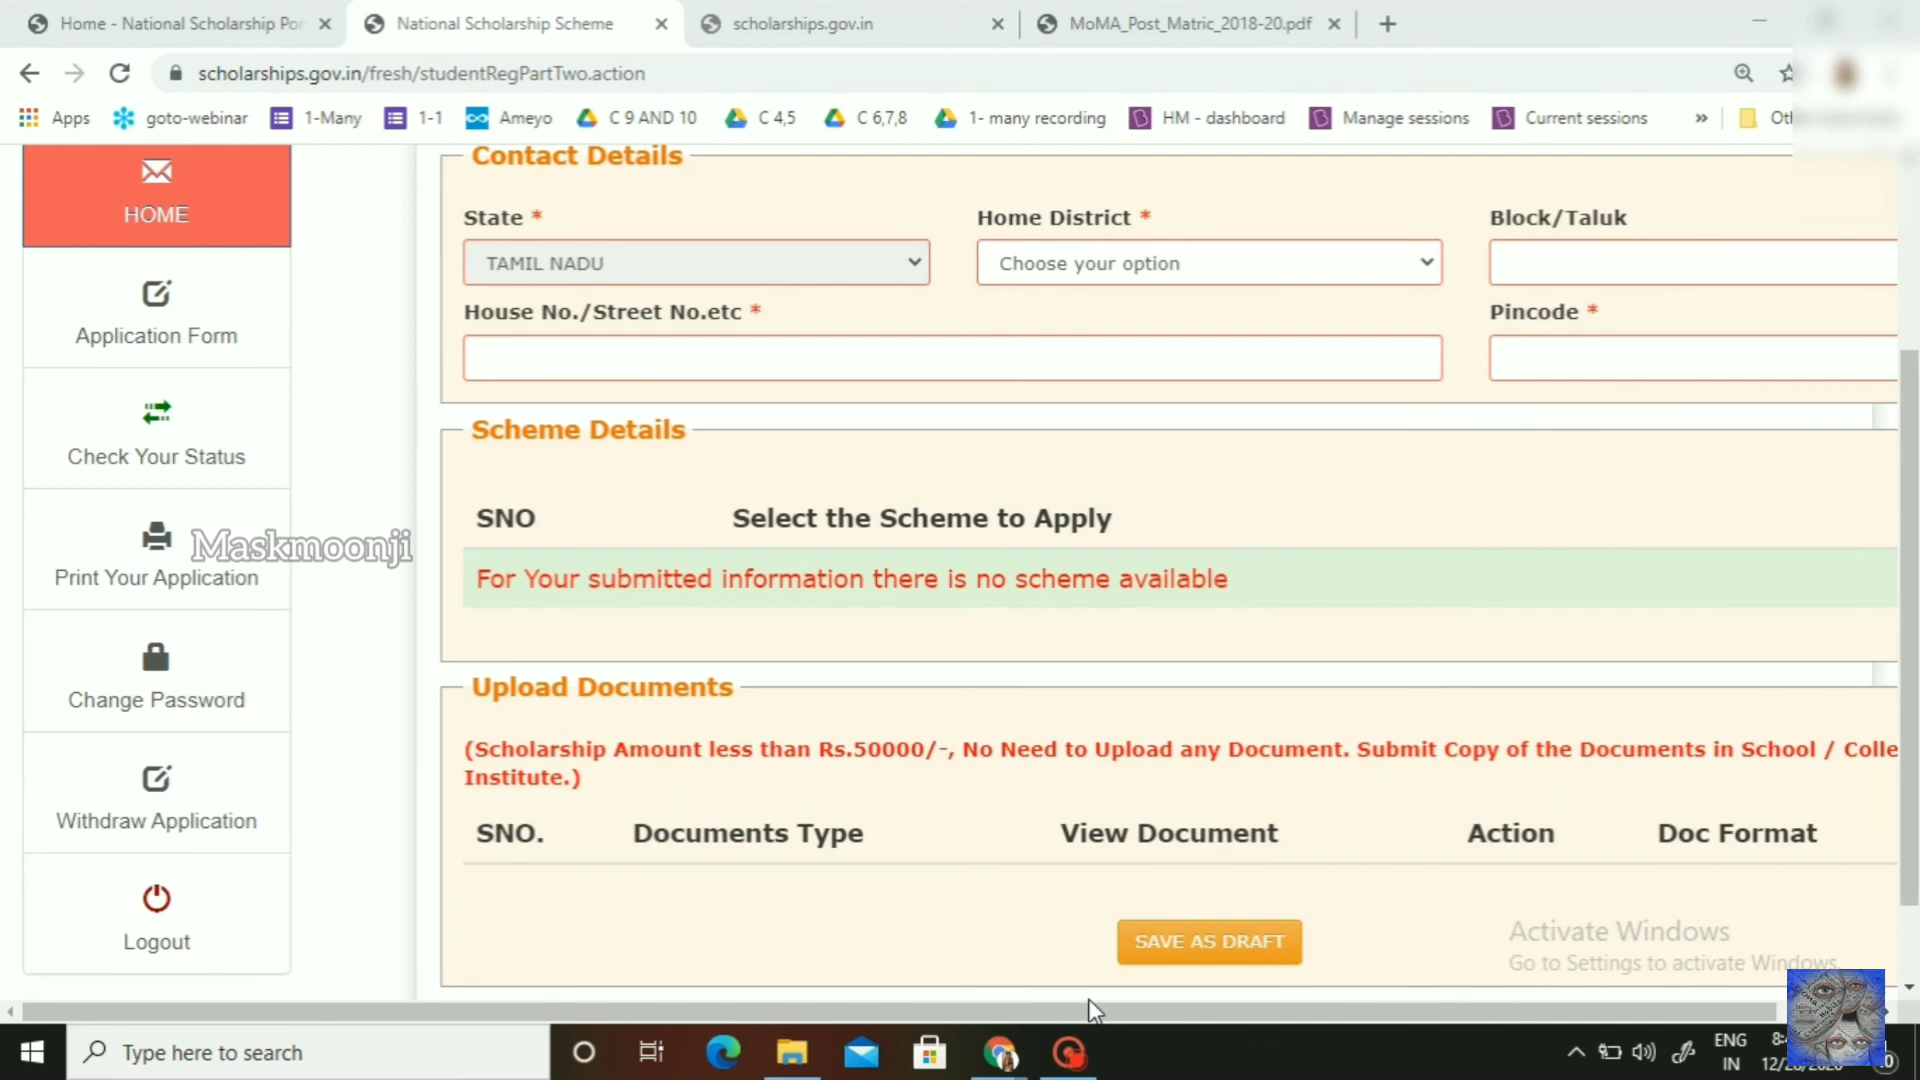 Home - National Scholarship Por
National Scholarship Scheme
scholarships.gov.in
MoMA_Post_Matric_2018-20.pdf
scholarships.gov.in/fresh/studentRegPartTwo.action
Apps
goto-webinar
1-Many
1-1
Ameyo
C 9 AND 10
C 4,5
C 6,7,8
1- many recording
HM - dashboard
Manage sessions
Current sessions
»
HOME
Application Form
Check Your Status
Print Your Application
Change Password
Withdraw Application
Logout
Maskmoonji
Contact Details
State *
Home District *
Block/Taluk
TAMIL NADU
Choose your option
House No./Street No.etc *
Pincode *
Scheme Details
SNO
Select the Scheme to Apply
For Your submitted information there is no scheme available
Upload Documents
(Scholarship Amount less than Rs.50000/-, No Need to Upload any Document. Submit Copy of the Documents in School / Colle
Institute.)
SNO.
Documents Type
View Document
Action
Doc Format
SAVE AS DRAFT
Activate Windows
Go to Settings to activate Windows.
Type here to search
ENG
IN